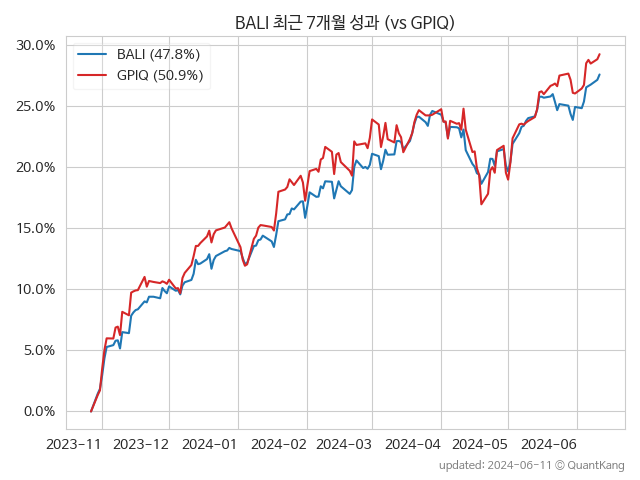 BALI 최근 7개월 성과 (vs GPIQ)
BALI (47.8%)
GPIQ (50.9%)
30.0%
25.0%
20.0%
15.0%
10.0%
5.0%
0.0%
2023−11 2023−12 2024−01 2024−02 2024−03 2024−04 2024−05 2024−06
updated: 2024-06-11 © QuantKang